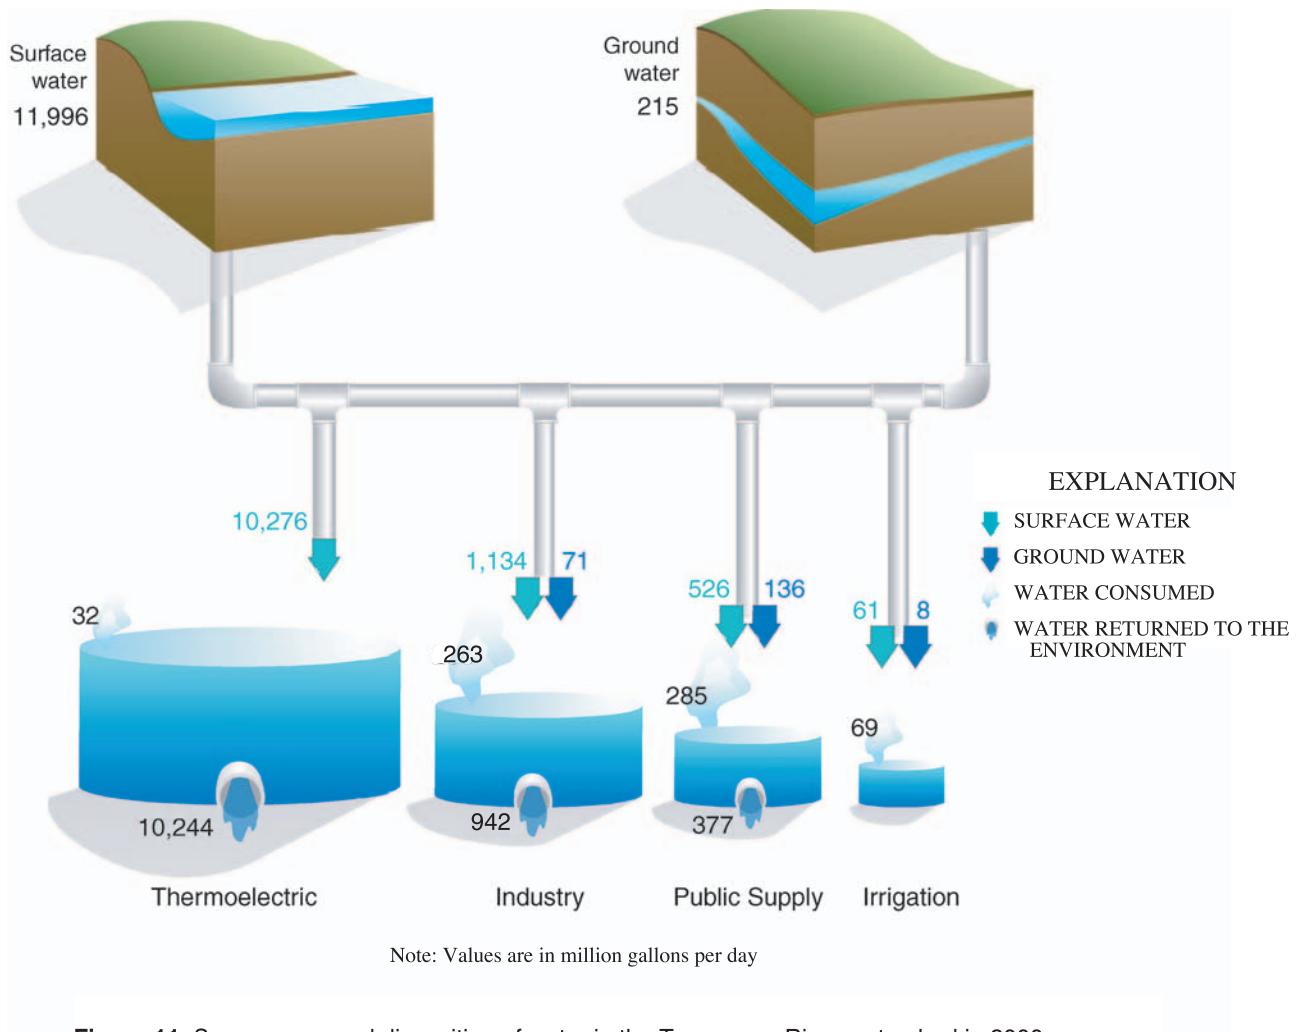 Surface
water
11,996
Ground
water
215
10,276
1,134 71
526 136
61 8
EXPLANATION
SURFACE WATER
GROUND WATER
WATER CONSUMED
WATER RETURNED TO THE
ENVIRONMENT
32
263
285
69
10,244
942
377
Thermoelectric
Industry
Public Supply
Irrigation
Note: Values are in million gallons per day